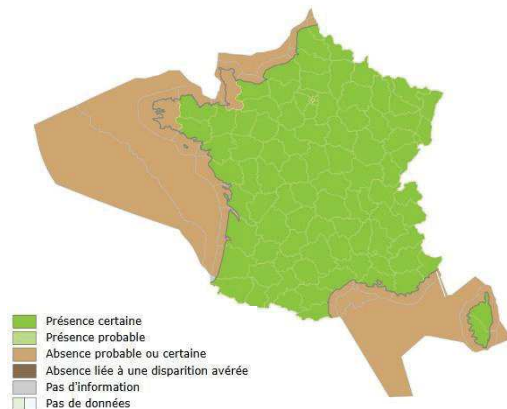 Présence certaine
Présence probable
Absence probable ou certaine
Absence liée à une disparition avérée
Pas d'information
Pas de données